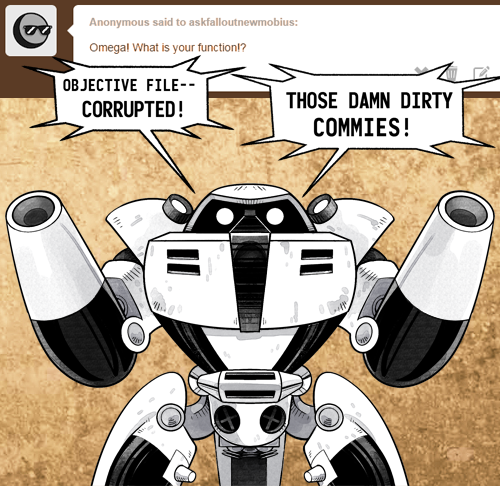 Anonymous said to askfalloutnewmobius:
Omega! What is your function!?
OBJECTIVE FILE--
CORRUPTED!
THOSE DAMN DIRTY
COMMIES!